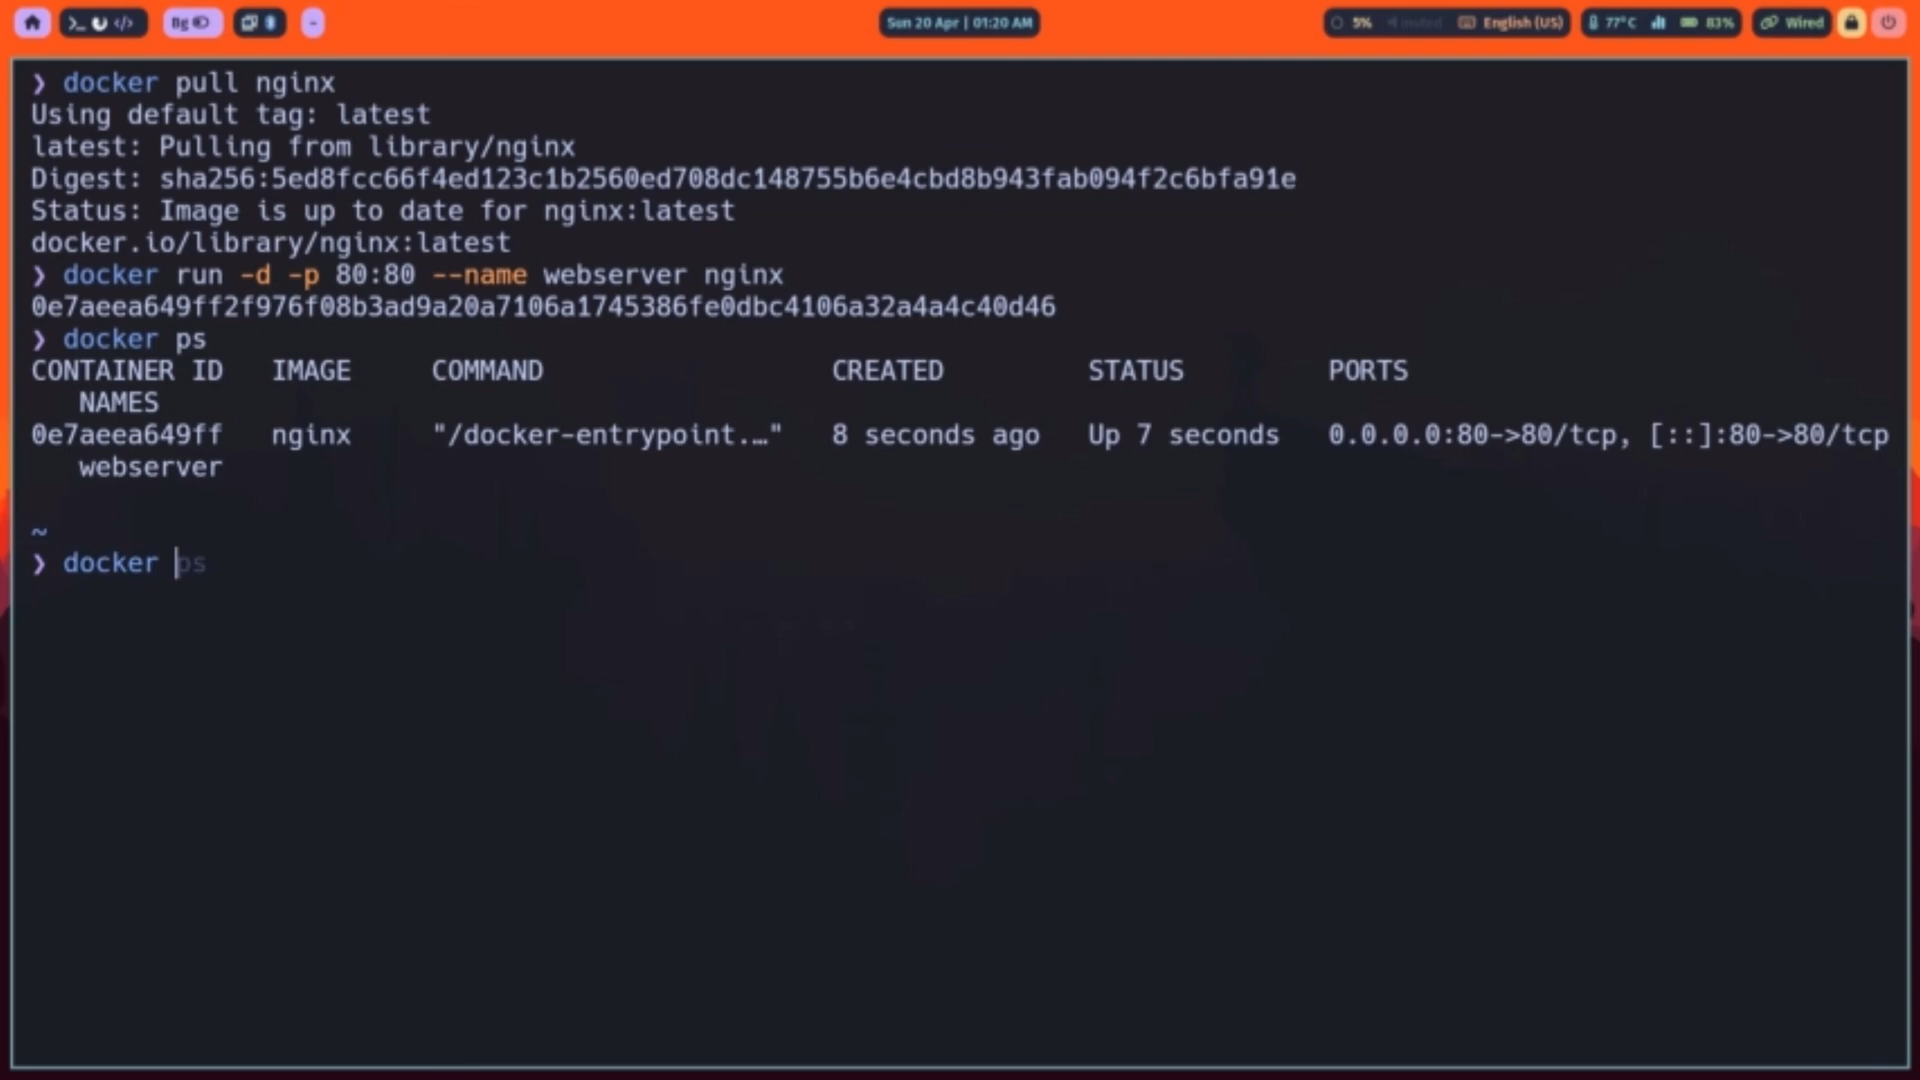 >_ </>
Bg
-
Sun 20 Apr | 01:20 AM
5% muted English (US) 77°C 83% Wired
❯ docker pull nginx
Using default tag: latest
latest: Pulling from library/nginx
Digest: sha256:5ed8fcc66f4ed123c1b2560ed708dc148755b6e4cbd8b943fab094f2c6bfa91e
Status: Image is up to date for nginx:latest
docker.io/library/nginx:latest
❯ docker run -d -p 80:80 --name webserver nginx
0e7aeea649ff2f976f08b3ad9a20a7106a1745386fe0dbc4106a32a4a4c40d46
❯ docker ps
CONTAINER ID   IMAGE     COMMAND                  CREATED         STATUS         PORTS
   NAMES
0e7aeea649ff   nginx     "/docker-entrypoint.…"   8 seconds ago   Up 7 seconds   0.0.0.0:80->80/tcp, [::]:80->80/tcp
   webserver
~
❯ docker ps